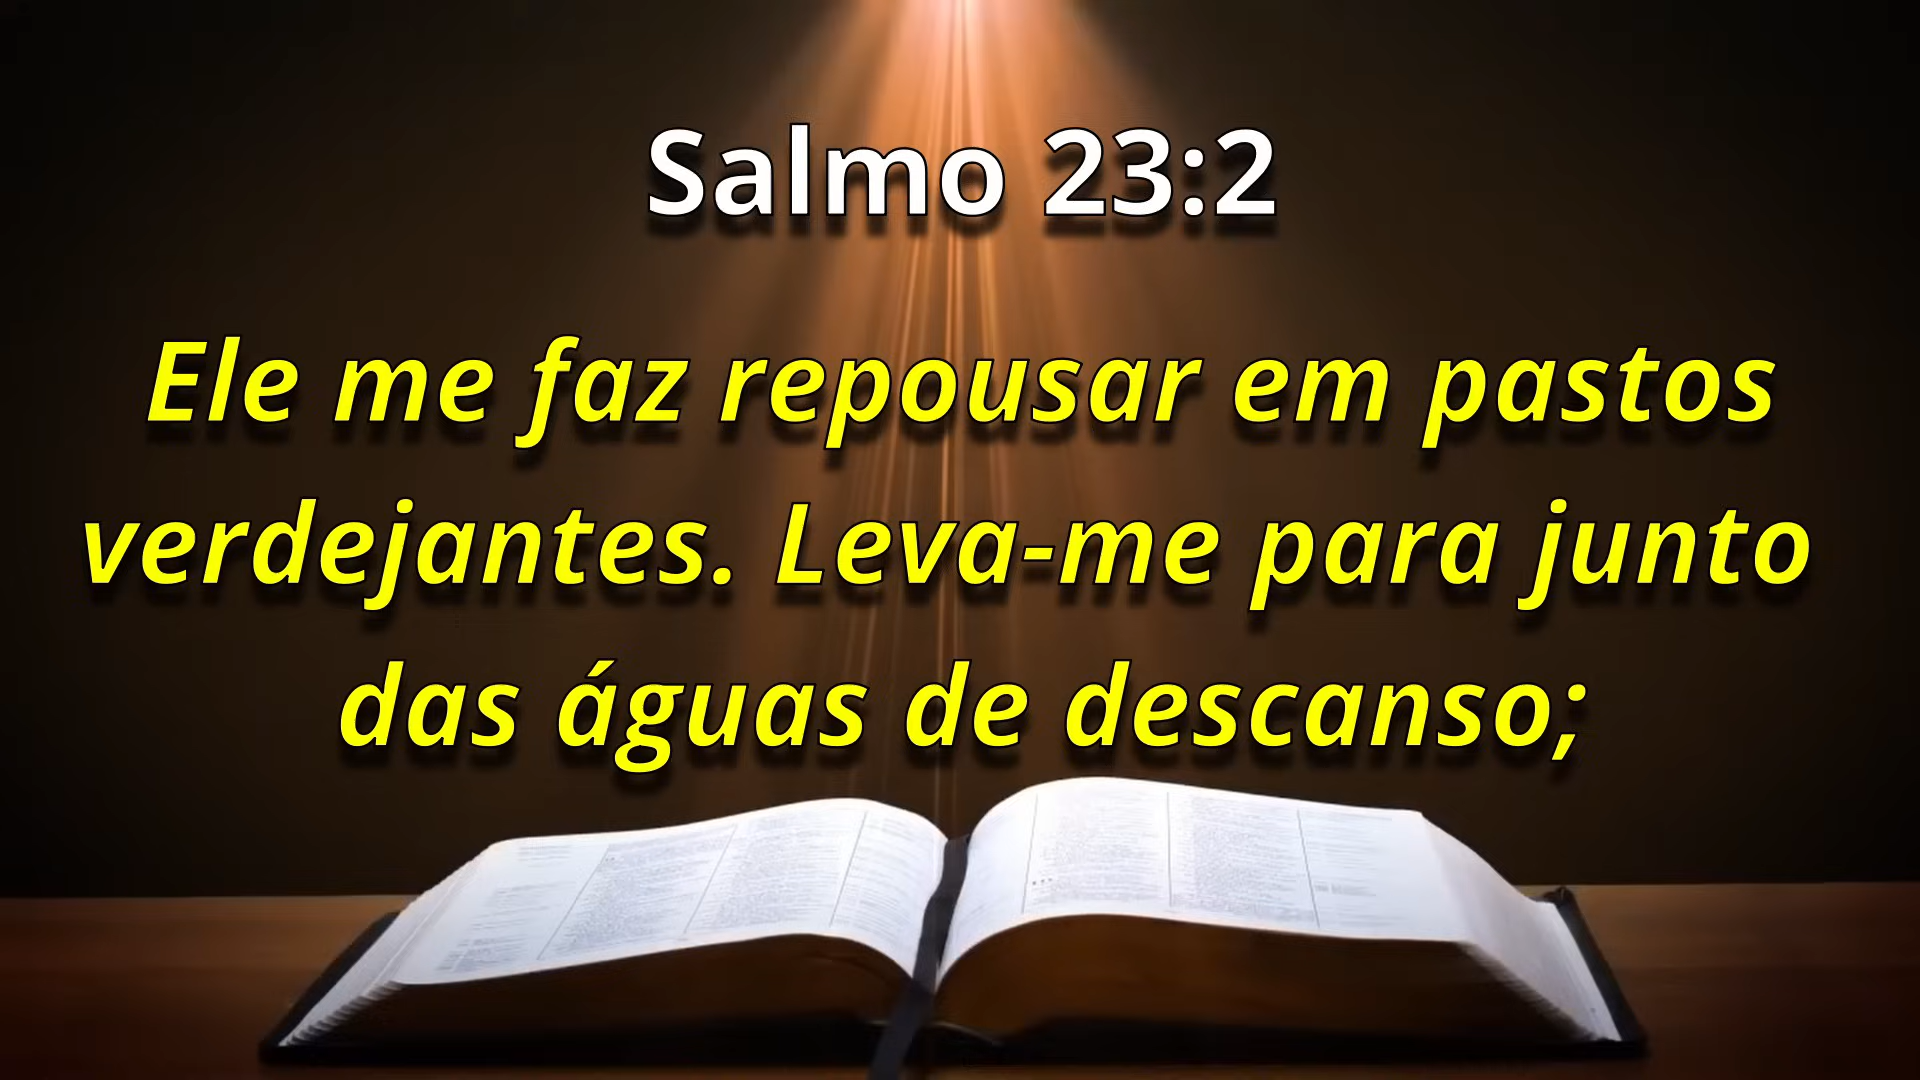 Salmo 23:2
Ele me faz repousar em pastos
verdejantes. Leva-me para junto
das águas de descanso;